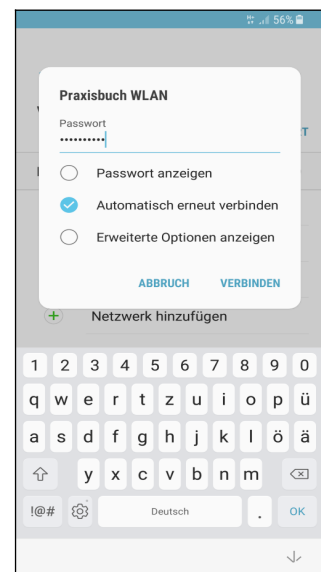 56%
Praxisbuch WLAN
Passwort
••••••••••
T
Passwort anzeigen
Automatisch erneut verbinden
Erweiterte Optionen anzeigen
ABBRUCH VERBINDEN
Netzwerk hinzufügen
1 2 3 4 5 6 7 8 9 0
q w e r t z u i o p ü
a s d f g h j k l ö ä
y x c v b n m
!@# Deutsch . OK